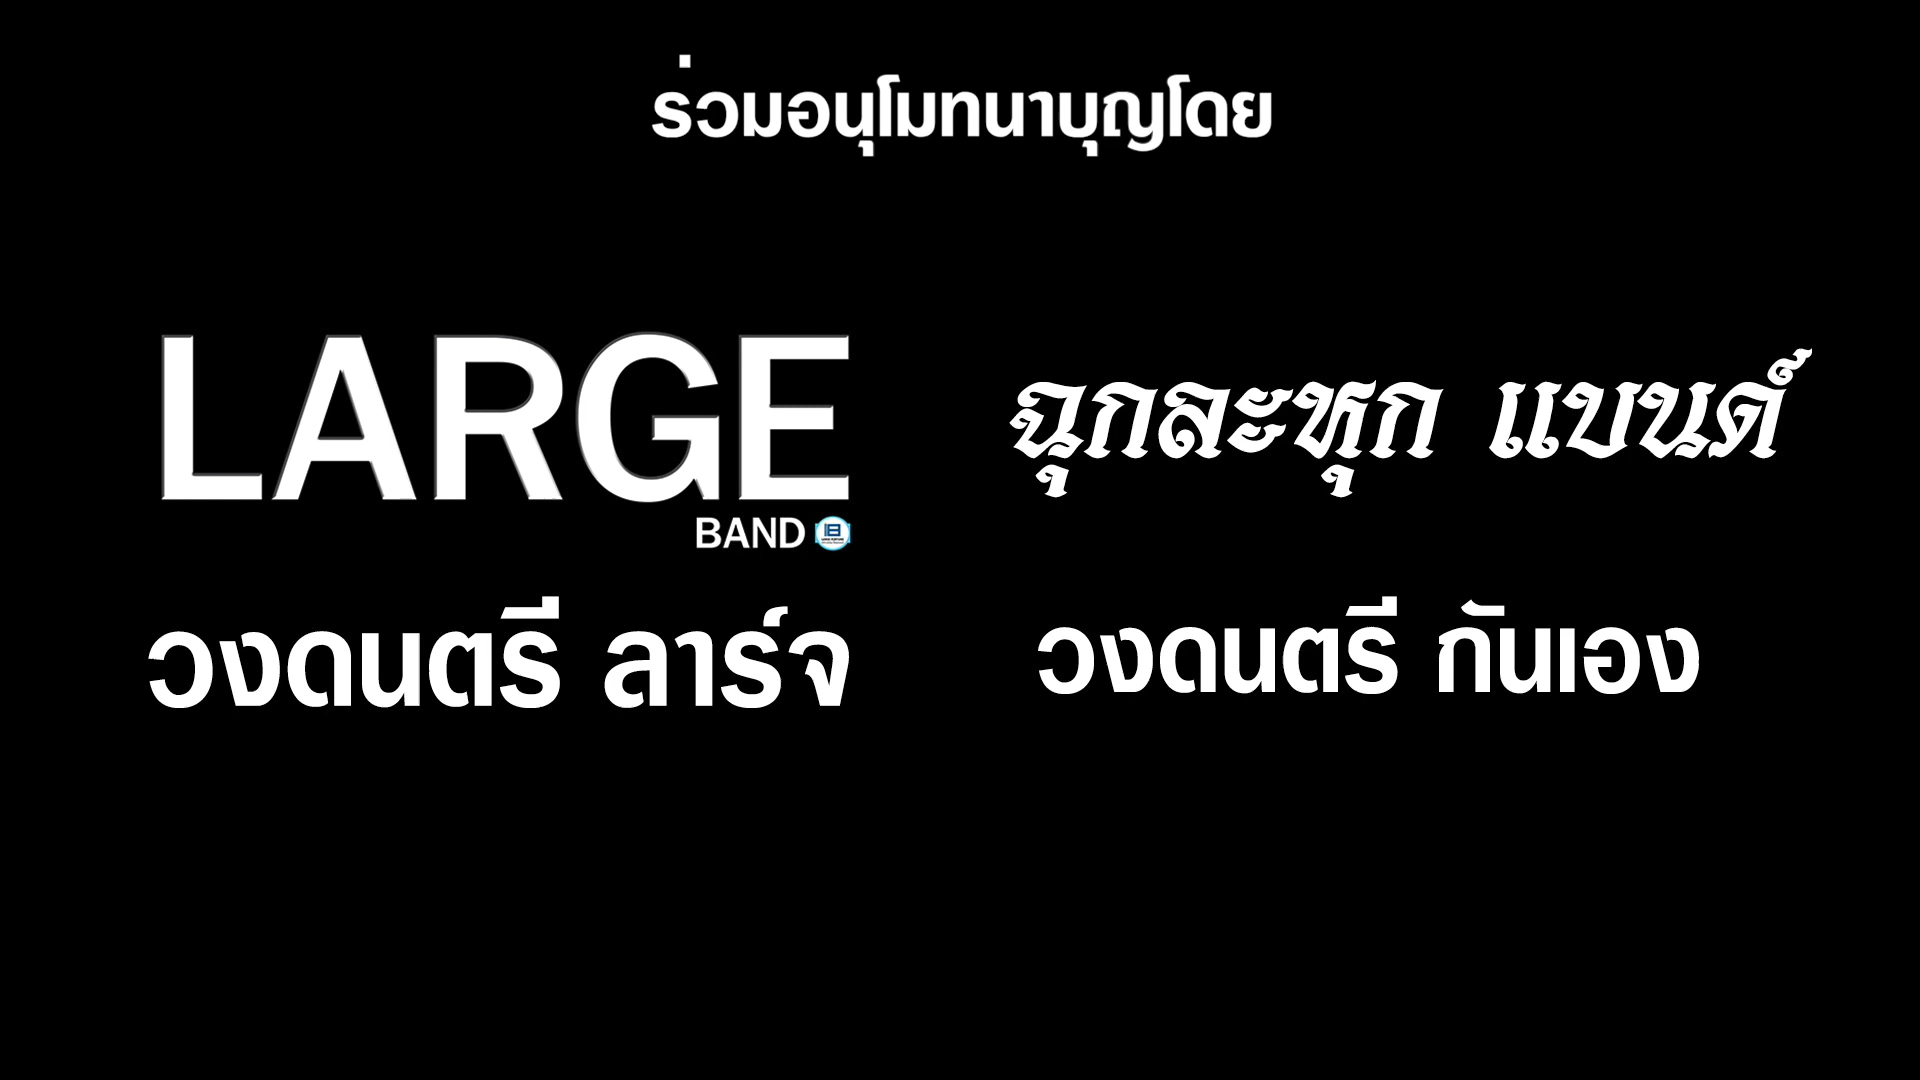 ร่วมอนุโมทนาบุญโดย
LARGE
BAND
วงดนตรี ลาร์จ
ฉุกละหุก แบนด์
วงดนตรี กันเอง